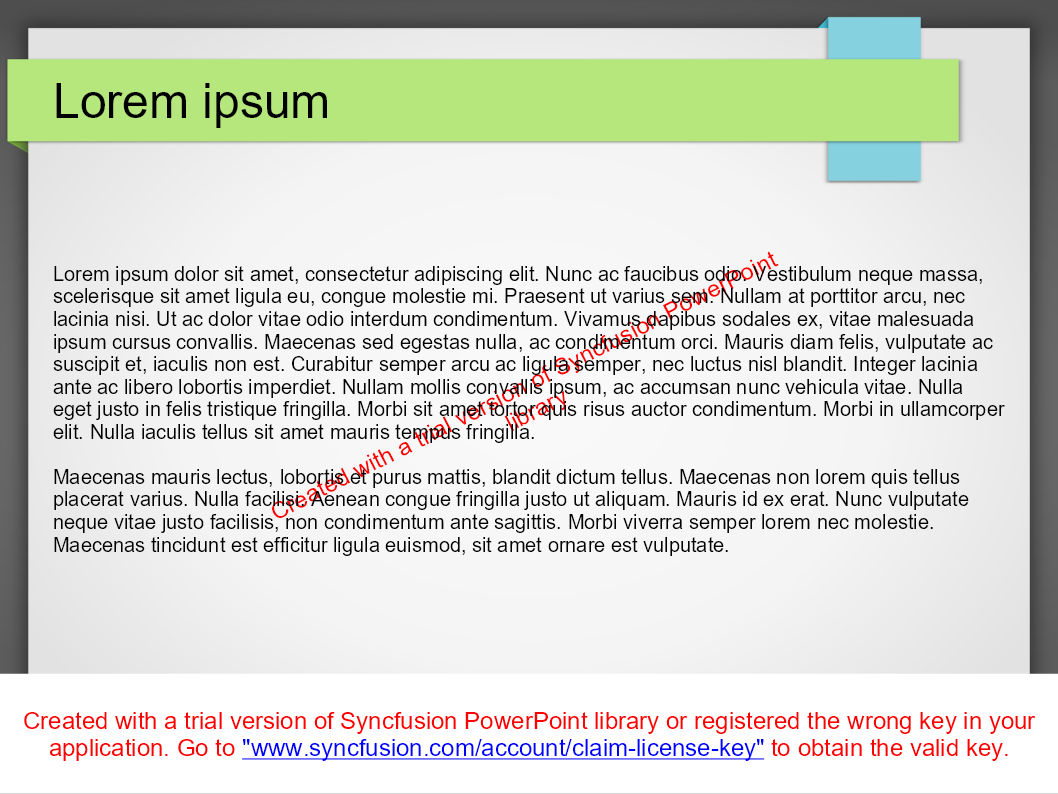 Lorem ipsum
Lorem ipsum dolor sit amet, consectetur adipiscing elit. Nunc ac faucibus odio. Vestibulum neque massa,
scelerisque sit amet ligula eu, congue molestie mi. Praesent ut varius sem. Nullam at porttitor arcu, nec
lacinia nisi. Ut ac dolor vitae odio interdum condimentum. Vivamus dapibus sodales ex, vitae malesuada
ipsum cursus convallis. Maecenas sed egestas nulla, ac condimentum orci. Mauris diam felis, vulputate ac
suscipit et, iaculis non est. Curabitur semper arcu ac ligula semper, nec luctus nisl blandit. Integer lacinia
ante ac libero lobortis imperdiet. Nullam mollis convallis ipsum, ac accumsan nunc vehicula vitae. Nulla
eget justo in felis tristique fringilla. Morbi sit amet tortor quis risus auctor condimentum. Morbi in ullamcorper
elit. Nulla iaculis tellus sit amet mauris tempus fringilla.
Maecenas mauris lectus, lobortis et purus mattis, blandit dictum tellus. Maecenas non lorem quis tellus
placerat varius. Nulla facilisi. Aenean congue fringilla justo ut aliquam. Mauris id ex erat. Nunc vulputate
neque vitae justo facilisis, non condimentum ante sagittis. Morbi viverra semper lorem nec molestie.
Maecenas tincidunt est efficitur ligula euismod, sit amet ornare est vulputate.
Created with a trial version of Syncfusion PowerPoint
library
Created with a trial version of Syncfusion PowerPoint library or registered the wrong key in your
application. Go to "www.syncfusion.com/account/claim-license-key" to obtain the valid key.